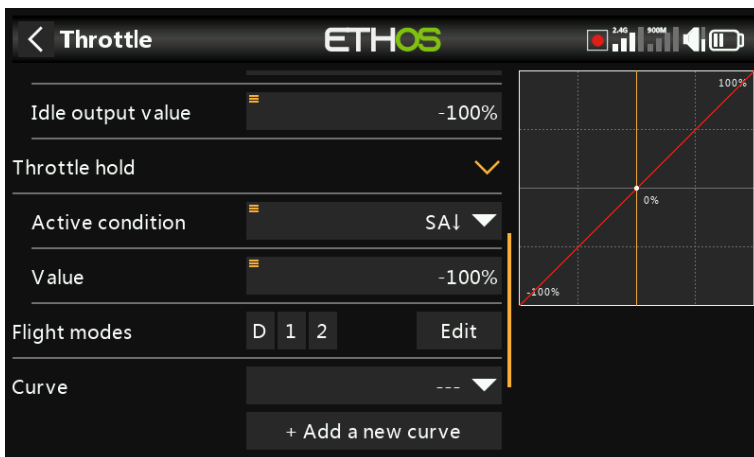 Throttle
ETHOS
2.4G
900M
Idle output value
-100%
Throttle hold
Active condition
SA↓
Value
-100%
Flight modes
D 1 2
Edit
Curve
---
+ Add a new curve
100%
0%
-100%